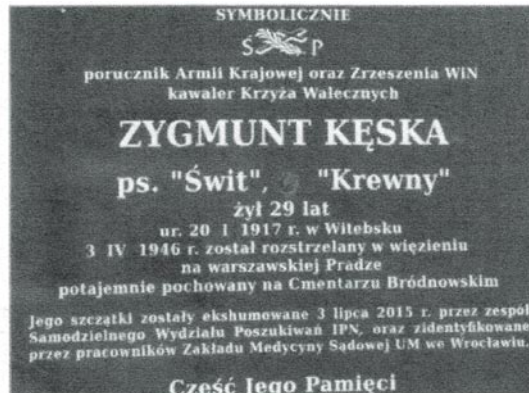 SYMBOLICZNIE
Ś P
porucznik Armii Krajowej oraz Zrzeszenia WiN
kawaler Krzyża Walecznych
ZYGMUNT KĘSKA
ps. "Świt", "Krewny"
żył 29 lat
ur. 20 I 1917 r. w Witebsku
3 IV 1946 r. został rozstrzelany w więzieniu
na warszawskiej Pradze
potajemnie pochowany na Cmentarzu Bródnowskim
Jego szczątki zostały ekshumowane 3 lipca 2015 r. przez zespół
Samodzielnego Wydziału Poszukiwań IPN, oraz zidentyfikowane
przez pracowników Zakładu Medycyny Sądowej UM we Wrocławiu.
Cześć Jego Pamięci